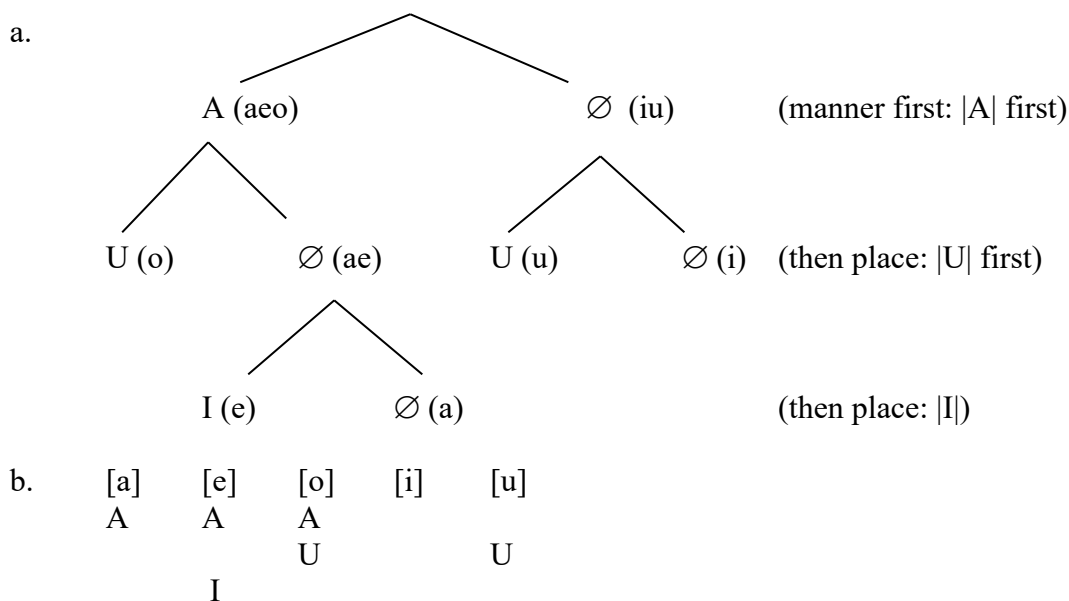 a.
A (aeo) ∅ (iu) (manner first: |A| first)
U (o) ∅ (ae) U (u) ∅ (i) (then place: |U| first)
I (e) ∅ (a) (then place: |I|)
b. [a] [e] [o] [i] [u]
A A A
U U
I